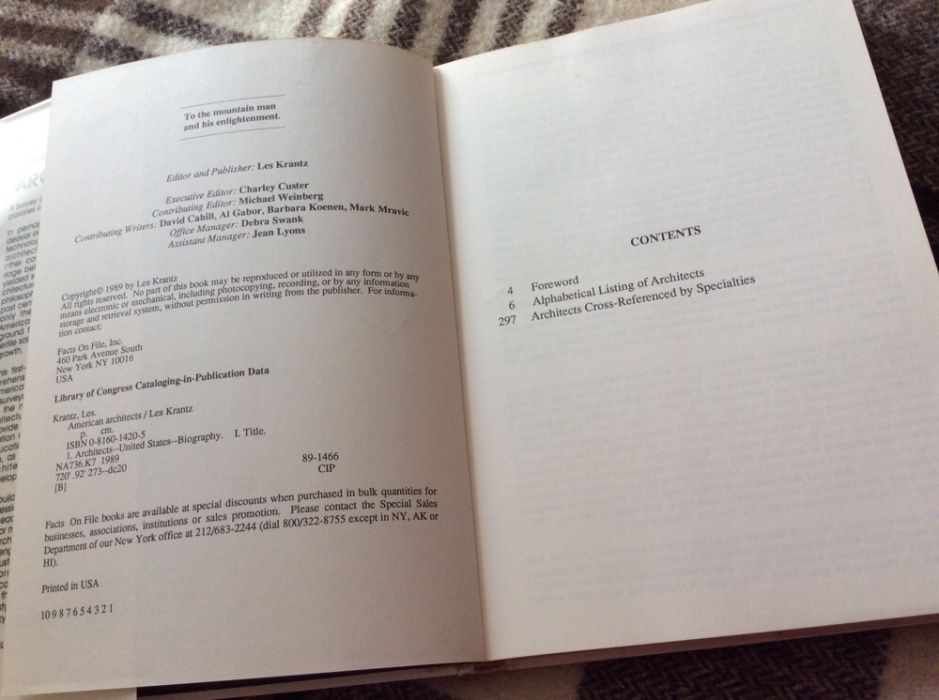 To the mountain man
and his enlightenment.
Editor and Publisher: Les Krantz
Executive Editor: Charley Custer
Contributing Editor: Michael Weinberg
Contributing Writers: David Cahill, Al Gabor, Barbara Koenen, Mark Mravic
Office Manager: Debra Swank
Assistant Manager: Jean Lyons
Copyright© 1989 by Les Krantz
All rights reserved. No part of this book may be reproduced or utilized in any form or by any
means electronic or mechanical, including photocopying, recording, or by any information
storage and retrieval system, without permission in writing from the publisher. For informa-
tion contact:
Facts On File, Inc.
460 Park Avenue South
New York NY 10016
USA
Library of Congress Cataloging-in-Publication Data
Krantz, Les.
American architects / Les Krantz
p. cm.
ISBN 0-8160-1420-5
1. Architects--United States--Biography. I. Title.
NA736.K7 1989
720'.92'273--dc20 89-1466
[B] CIP
Facts On File books are available at special discounts when purchased in bulk quantities for
businesses, associations, institutions or sales promotion. Please contact the Special Sales
Department of our New York office at 212/683-2244 (dial 800/322-8755 except in NY, AK or
HI).
Printed in USA
10 9 8 7 6 5 4 3 2 1
CONTENTS
4 Foreword
6 Alphabetical Listing of Architects
297 Architects Cross-Referenced by Specialties